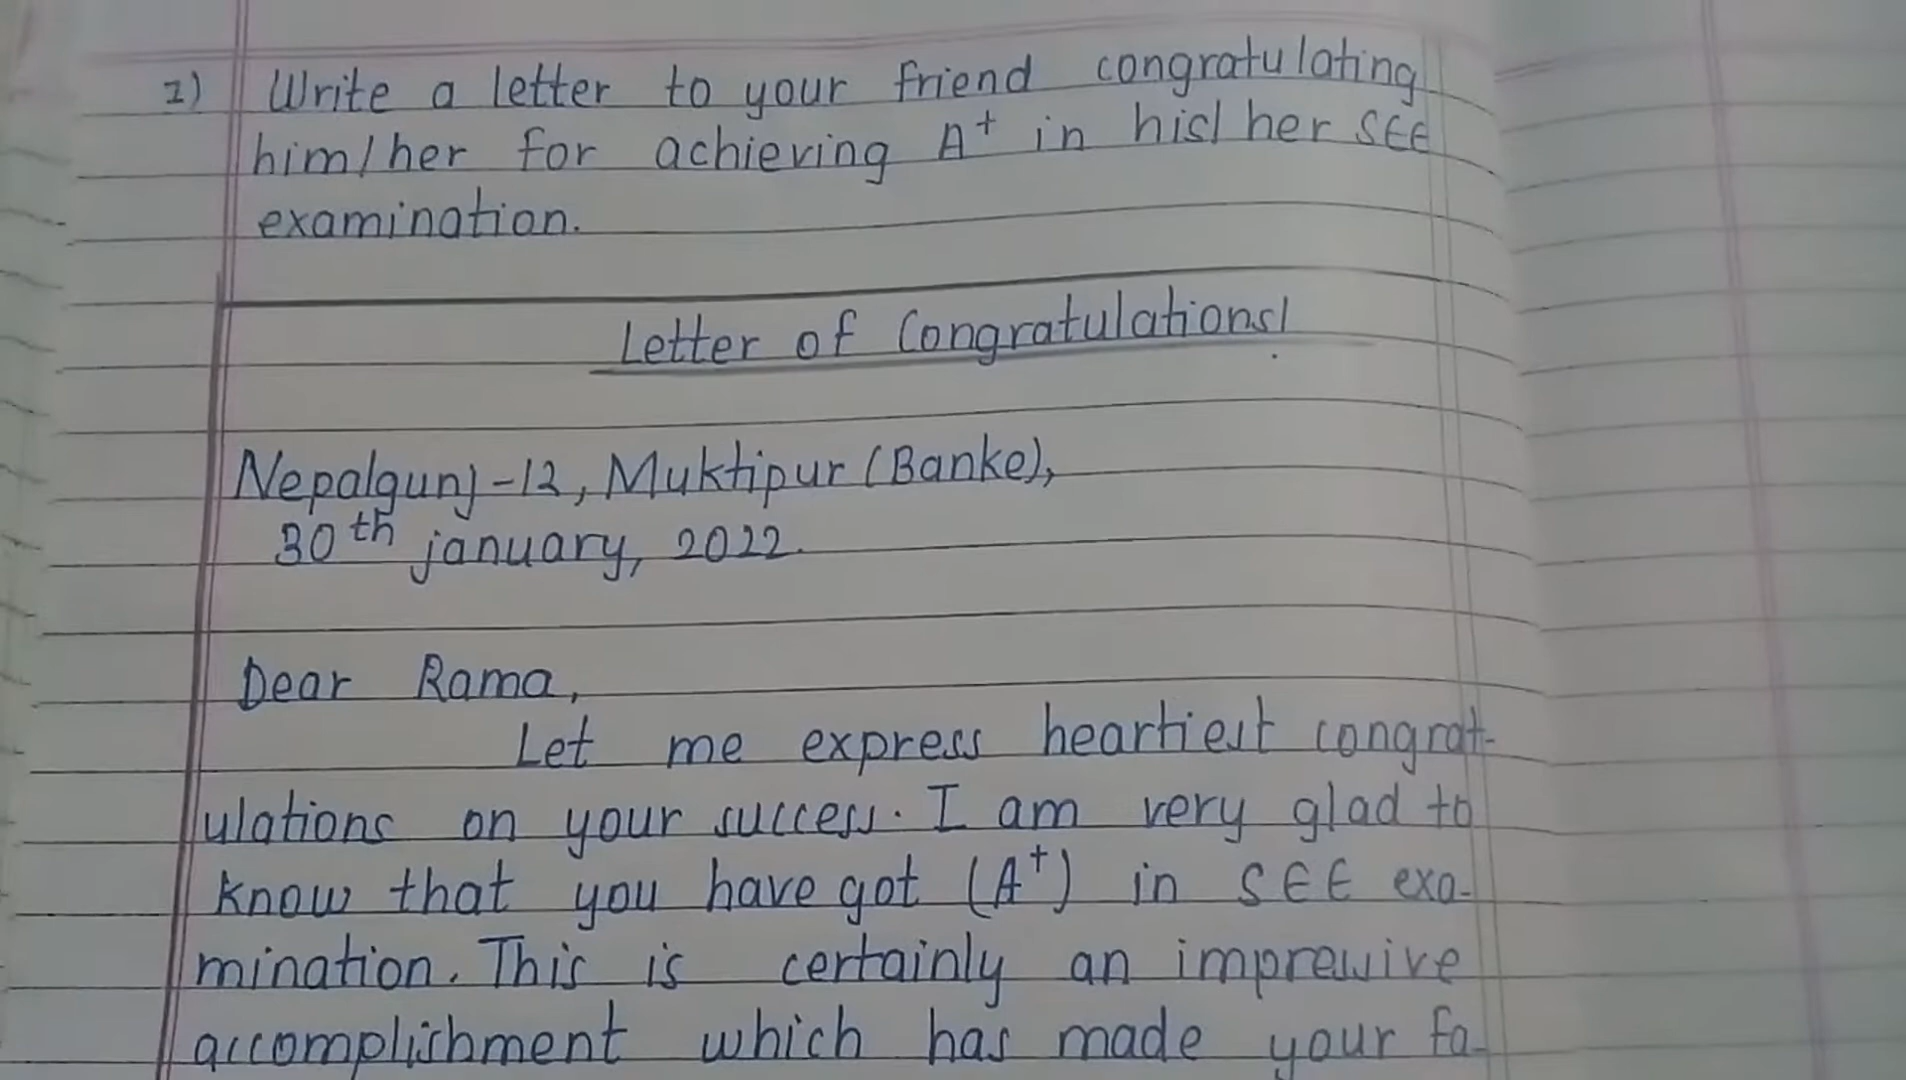 2) Write a letter to your friend congratulating
him/her for achieving A+ in his/her SEE
examination.
Letter of Congratulations!
Nepalgunj-12, Muktipur (Banke),
30th january, 2022.
Dear Rama,
Let me express heartiest congrat-
ulations on your success. I am very glad to
know that you have got (A+) in SEE exa-
mination. This is certainly an impressive
accomplishment which has made your fa-